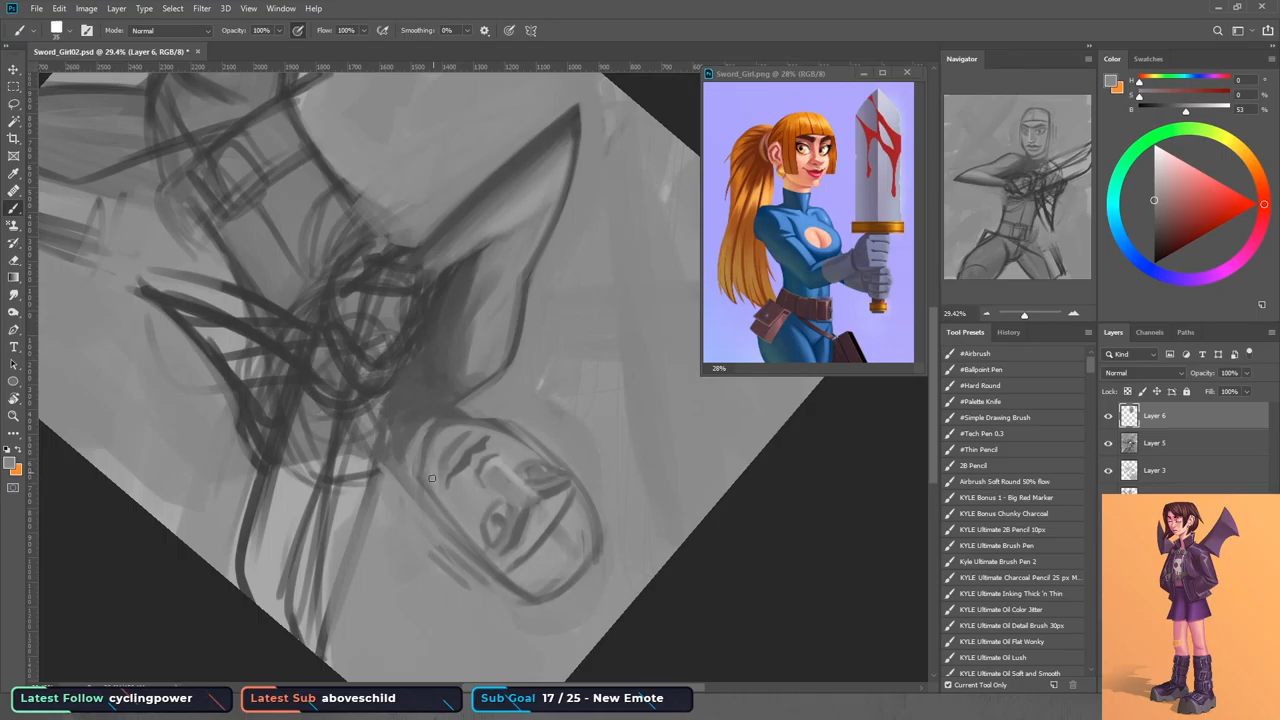 File Edit Image Layer Type Select Filter 3D View Window Help
35 Mode: Normal Opacity: 100% Flow: 100% Smoothing: 0%
Sword_Girl02.psd @ 29.4% (Layer 6, RGB/8) *
Sword_Girl.png @ 28% (RGB/8)
28%
Navigator
29.42%
Color Swatches
H 0 °
S 0 %
B 53 %
Tool Presets History
#Airbrush
#Ballpoint Pen
#Hard Round
#Palette Knife
#Simple Drawing Brush
#Tech Pen 0.3
#Thin Pencil
2B Pencil
Airbrush Soft Round 50% flow
KYLE Bonus 1 - Big Red Marker
KYLE Bonus Chunky Charcoal
KYLE Ultimate 2B Pencil 10px
KYLE Ultimate Brush Pen
Kyle Ultimate Brush Pen 2
KYLE Ultimate Charcoal Pencil 25 px M...
KYLE Ultimate Inking Thick 'n Thin
KYLE Ultimate Oil Color Jitter
KYLE Ultimate Oil Detail Brush 30px
KYLE Ultimate Oil Flat Wonky
KYLE Ultimate Oil Lush
KYLE Ultimate Oil Soft and Smooth
Current Tool Only
Layers Channels Paths
Kind
Normal Opacity: 100%
Lock: Fill: 100%
Layer 6
Layer 5
Layer 3
Latest Follow cyclingpower
Latest Sub aboveschild
Sub Goal 17 / 25 - New Emote